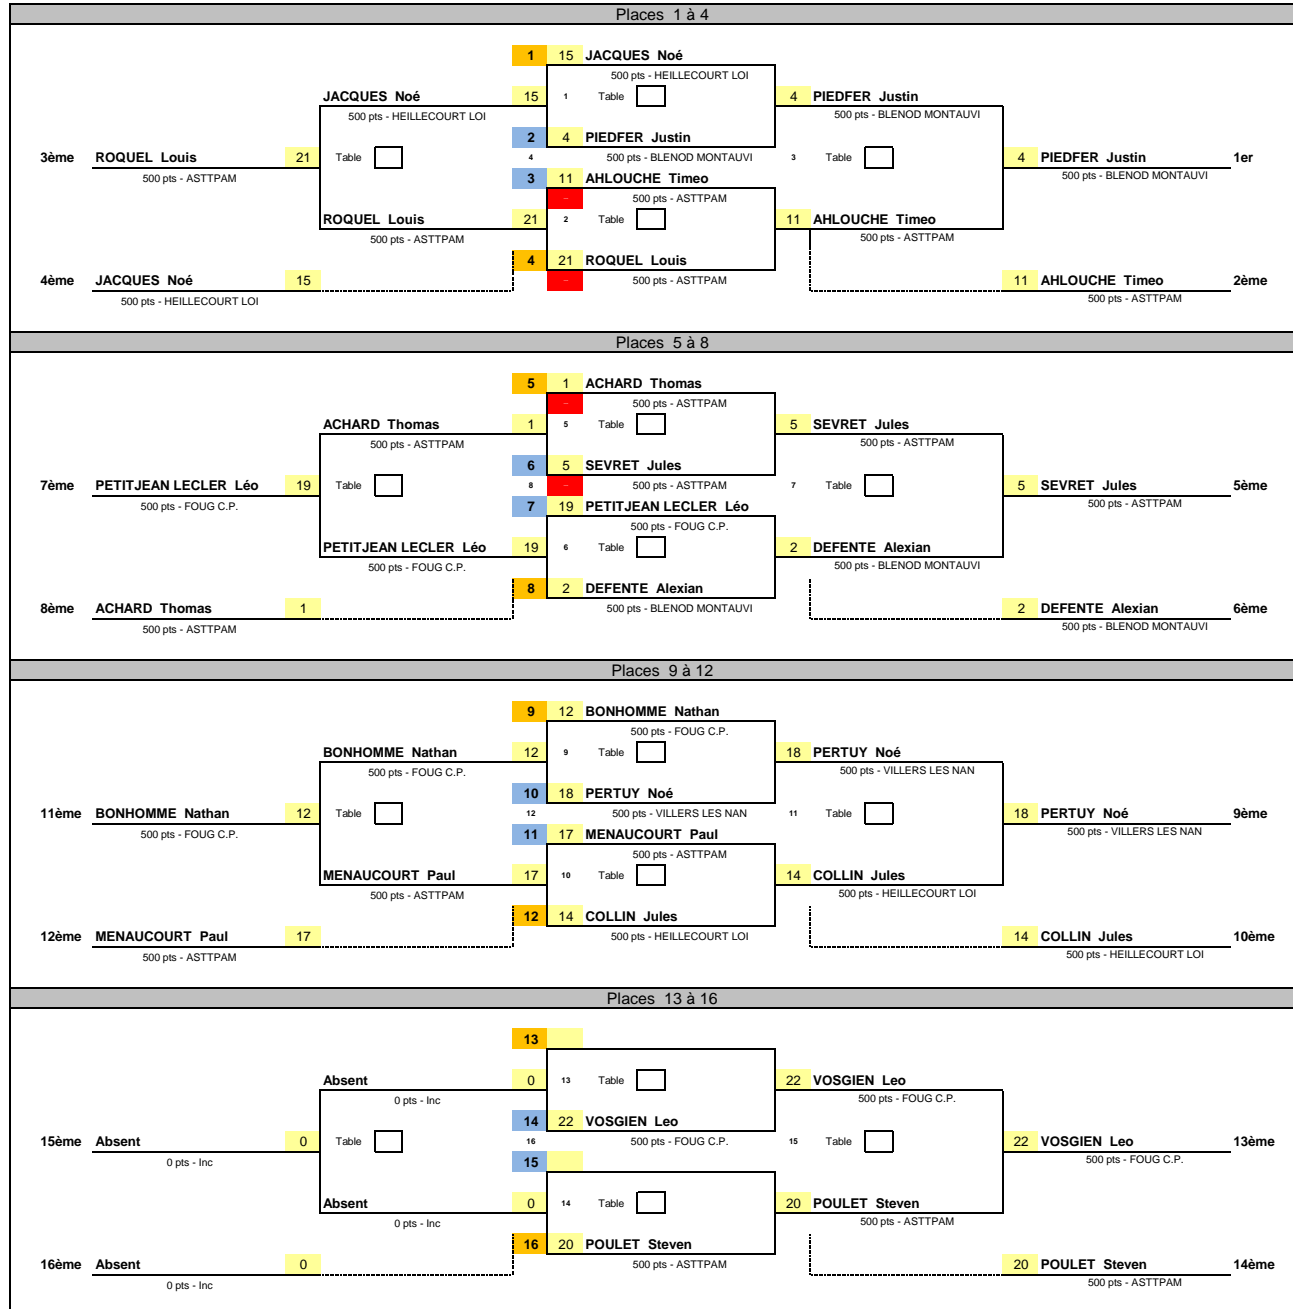 Places 1 à 4
1 15 JACQUES Noé
500 pts - HEILLECOURT LOI
JACQUES Noé 15 1 Table 4 PIEDFER Justin
500 pts - HEILLECOURT LOI 500 pts - BLENOD MONTAUVI
2 4 PIEDFER Justin
3ème ROQUEL Louis 21 Table 4 500 pts - BLENOD MONTAUVI 3 Table 4 PIEDFER Justin 1er
500 pts - ASTTPAM 3 11 AHLOUCHE Timeo 500 pts - BLENOD MONTAUVI
500 pts - ASTTPAM
ROQUEL Louis 21 2 Table 11 AHLOUCHE Timeo
500 pts - ASTTPAM 500 pts - ASTTPAM
4 21 ROQUEL Louis
4ème JACQUES Noé 15 500 pts - ASTTPAM 11 AHLOUCHE Timeo 2ème
500 pts - HEILLECOURT LOI 500 pts - ASTTPAM
Places 5 à 8
5 1 ACHARD Thomas
500 pts - ASTTPAM
ACHARD Thomas 1 5 Table 5 SEVRET Jules
500 pts - ASTTPAM 500 pts - ASTTPAM
6 5 SEVRET Jules
7ème PETITJEAN LECLER Léo 19 Table 8 500 pts - ASTTPAM 7 Table 5 SEVRET Jules 5ème
500 pts - FOUG C.P. 7 19 PETITJEAN LECLER Léo 500 pts - ASTTPAM
500 pts - FOUG C.P.
PETITJEAN LECLER Léo 19 6 Table 2 DEFENTE Alexian
500 pts - FOUG C.P. 500 pts - BLENOD MONTAUVI
8 2 DEFENTE Alexian
8ème ACHARD Thomas 1 500 pts - BLENOD MONTAUVI 2 DEFENTE Alexian 6ème
500 pts - ASTTPAM 500 pts - BLENOD MONTAUVI
Places 9 à 12
9 12 BONHOMME Nathan
500 pts - FOUG C.P.
BONHOMME Nathan 12 9 Table 18 PERTUY Noé
500 pts - FOUG C.P. 500 pts - VILLERS LES NAN
10 18 PERTUY Noé
11ème BONHOMME Nathan 12 Table 12 500 pts - VILLERS LES NAN 11 Table 18 PERTUY Noé 9ème
500 pts - FOUG C.P. 11 17 MENAUCOURT Paul 500 pts - VILLERS LES NAN
500 pts - ASTTPAM
MENAUCOURT Paul 17 10 Table 14 COLLIN Jules
500 pts - ASTTPAM 500 pts - HEILLECOURT LOI
12 14 COLLIN Jules
12ème MENAUCOURT Paul 17 500 pts - HEILLECOURT LOI 14 COLLIN Jules 10ème
500 pts - ASTTPAM 500 pts - HEILLECOURT LOI
Places 13 à 16
13
Absent 0 13 Table 22 VOSGIEN Leo
0 pts - Inc 500 pts - FOUG C.P.
14 22 VOSGIEN Leo
15ème Absent 0 Table 16 500 pts - FOUG C.P. 15 Table 22 VOSGIEN Leo 13ème
0 pts - Inc 15 500 pts - FOUG C.P.
Absent 0 14 Table 20 POULET Steven
0 pts - Inc 500 pts - ASTTPAM
16 20 POULET Steven
16ème Absent 0 500 pts - ASTTPAM 20 POULET Steven 14ème
0 pts - Inc 500 pts - ASTTPAM